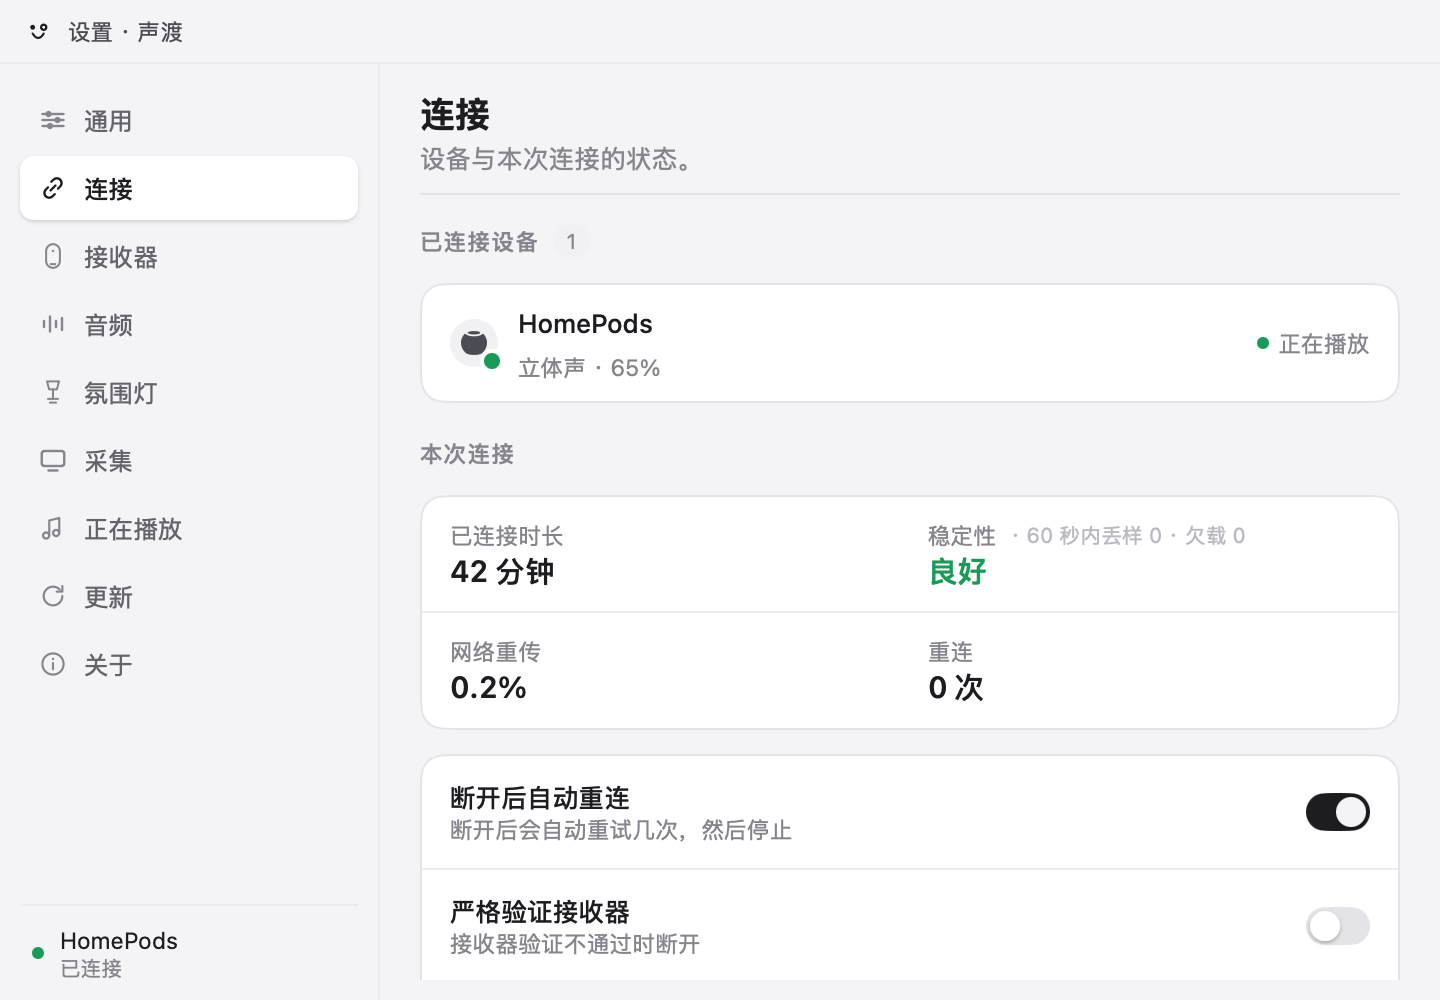 设置 · 声渡
通用
连接
接收器
音频
氛围灯
采集
正在播放
更新
关于
HomePods
已连接
连接
设备与本次连接的状态。
已连接设备 1
HomePods
立体声 · 65%
正在播放
本次连接
已连接时长
42 分钟
稳定性 · 60 秒内丢样 0 · 欠载 0
良好
网络重传
0.2%
重连
0 次
断开后自动重连
断开后会自动重试几次，然后停止
严格验证接收器
接收器验证不通过时断开